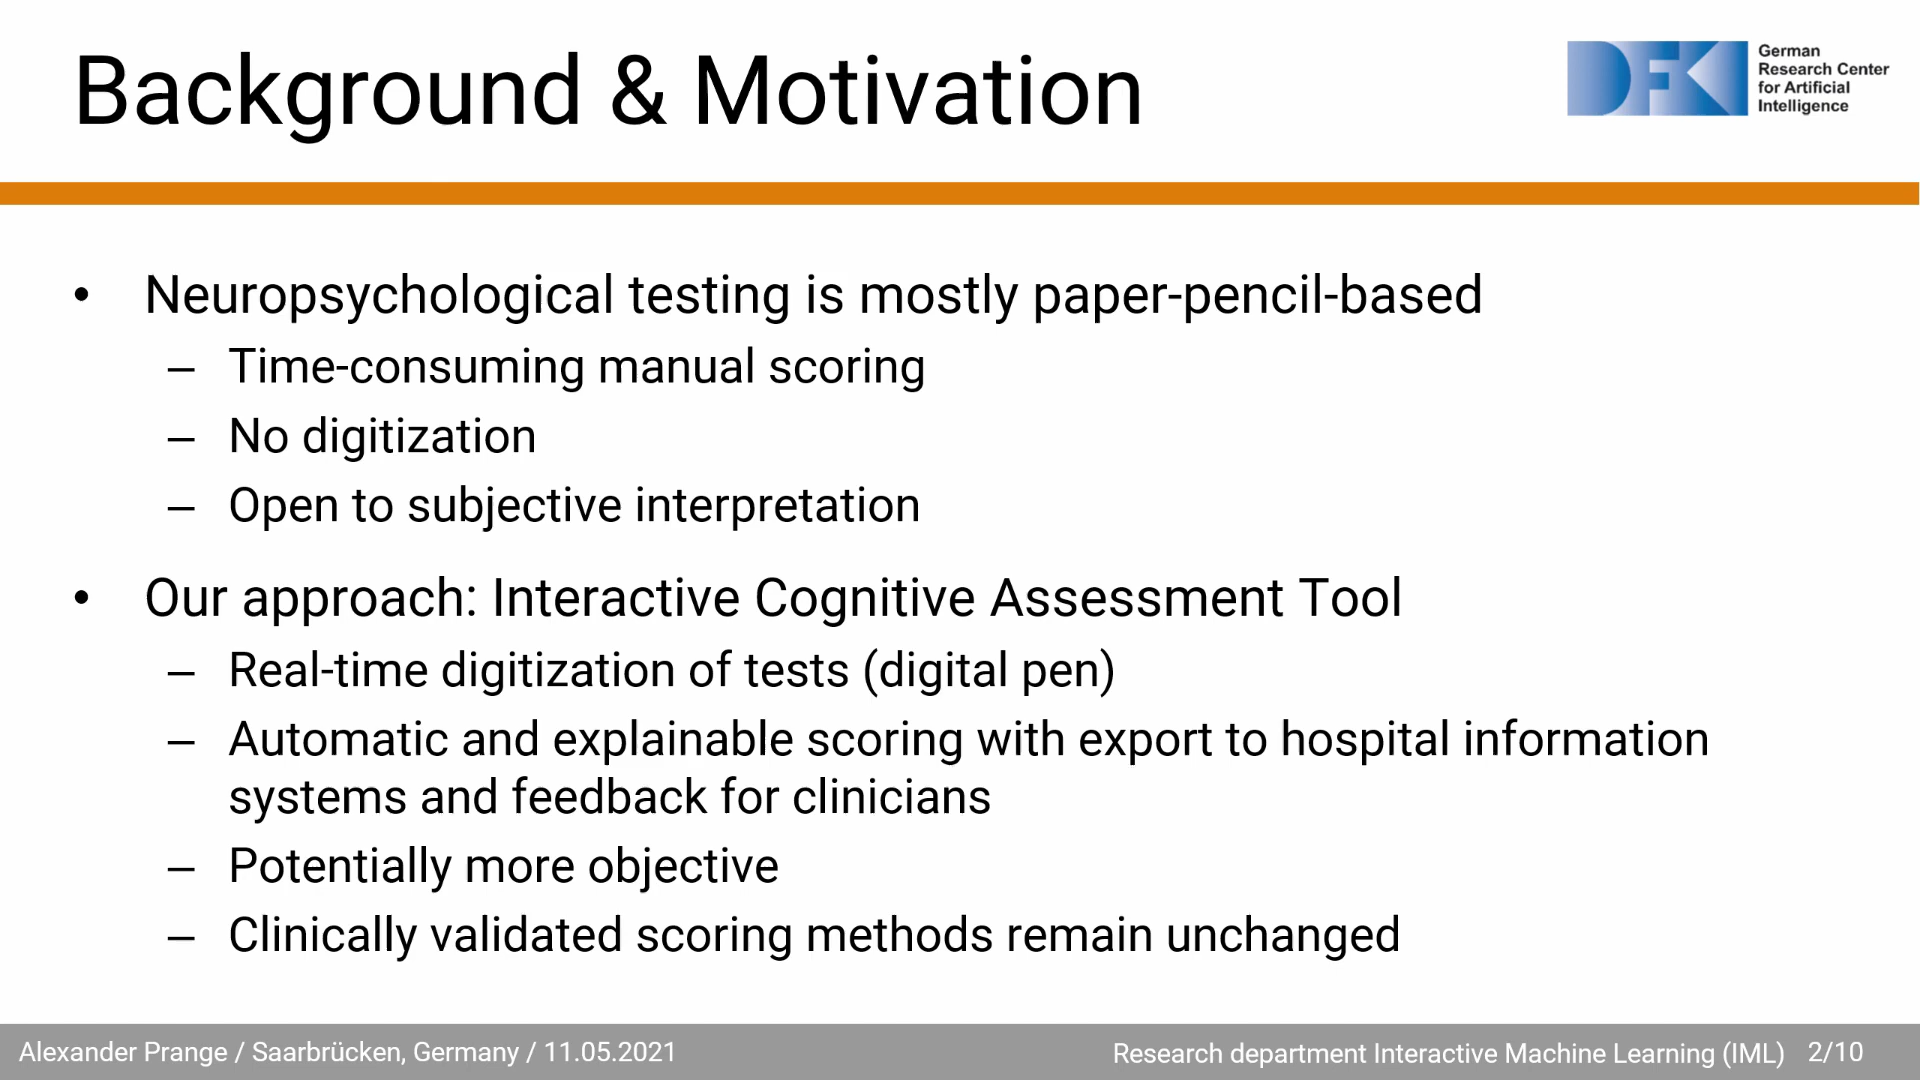 Background & Motivation
DFK
German
Research Center
for Artificial
Intelligence
• Neuropsychological testing is mostly paper-pencil-based
– Time-consuming manual scoring
– No digitization
– Open to subjective interpretation
• Our approach: Interactive Cognitive Assessment Tool
– Real-time digitization of tests (digital pen)
– Automatic and explainable scoring with export to hospital information
systems and feedback for clinicians
– Potentially more objective
– Clinically validated scoring methods remain unchanged
Alexander Prange / Saarbrücken, Germany / 11.05.2021
Research department Interactive Machine Learning (IML) 2/10